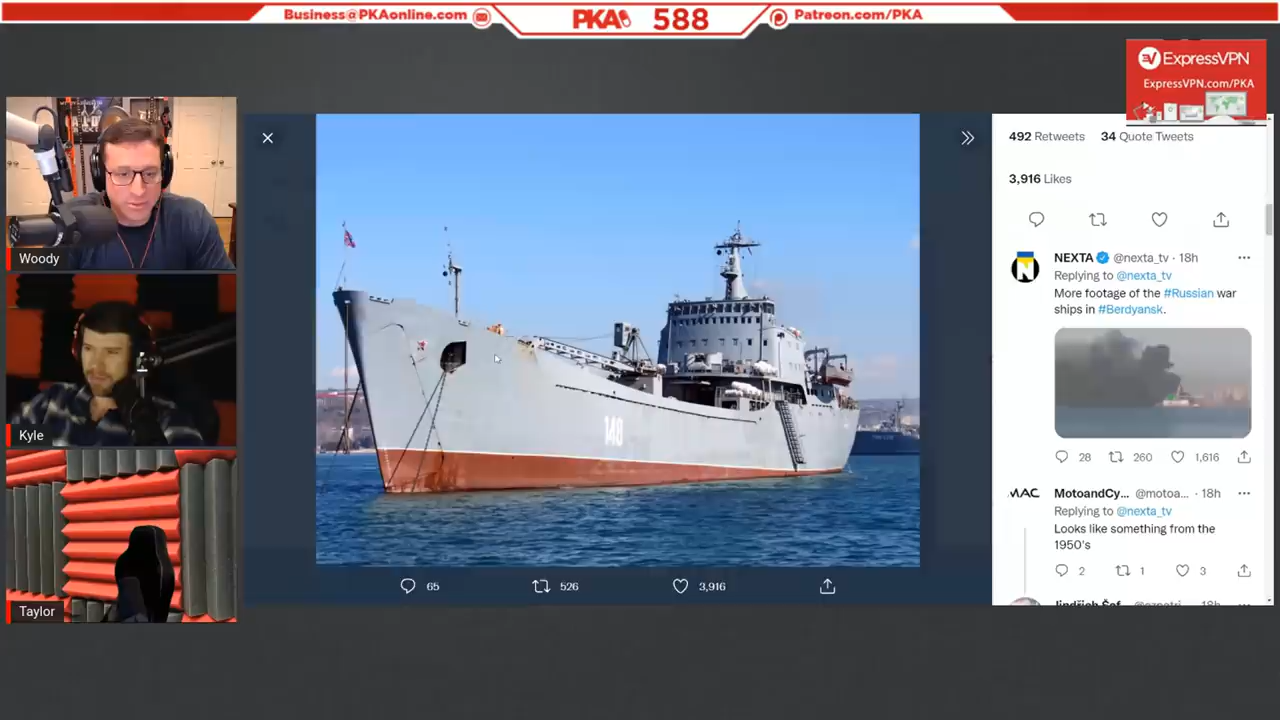 Business@PKAonline.com
PKA 588
Patreon.com/PKA
ExpressVPN
ExpressVPN.com/PKA
Woody
Kyle
Taylor
148
65
526
3,916
492 Retweets 34 Quote Tweets
3,916 Likes
NEXTA @nexta_tv · 18h
Replying to @nexta_tv
More footage of the #Russian war
ships in #Berdyansk.
28 260 1,616
MAC
MotoandCy... @motoa... · 18h
Replying to @nexta_tv
Looks like something from the
1950's
2 1 3